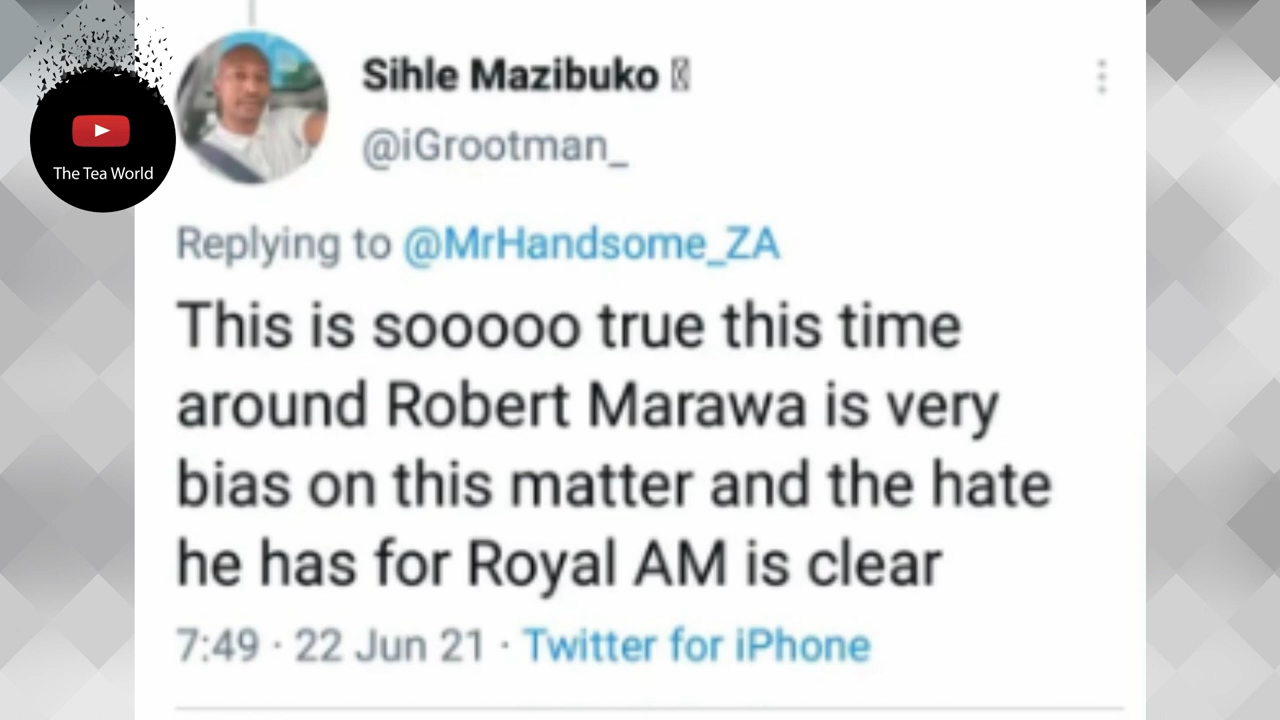 The Tea World
Sihle Mazibuko
@iGrootman_
Replying to @MrHandsome_ZA
This is sooooo true this time
around Robert Marawa is very
bias on this matter and the hate
he has for Royal AM is clear
7:49 · 22 Jun 21 · Twitter for iPhone